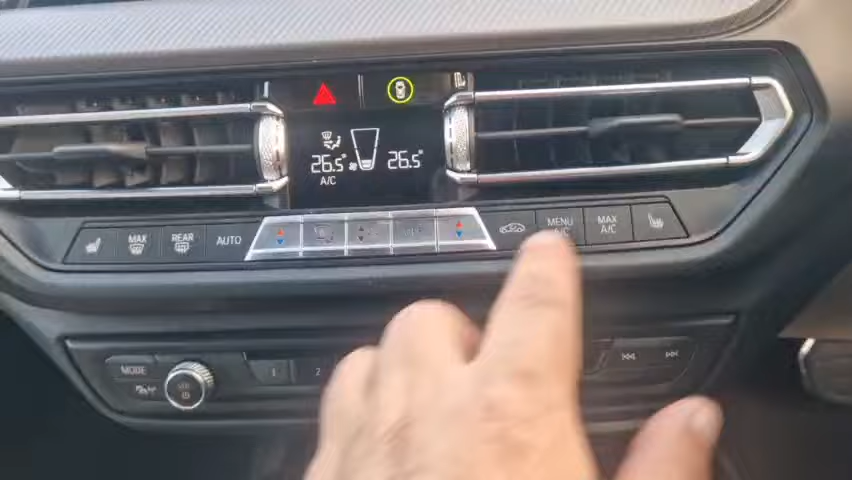 26.5° 26.5°
A/C
MAX
REAR
AUTO
MENU
A/C
MAX
A/C
MODE
1
2